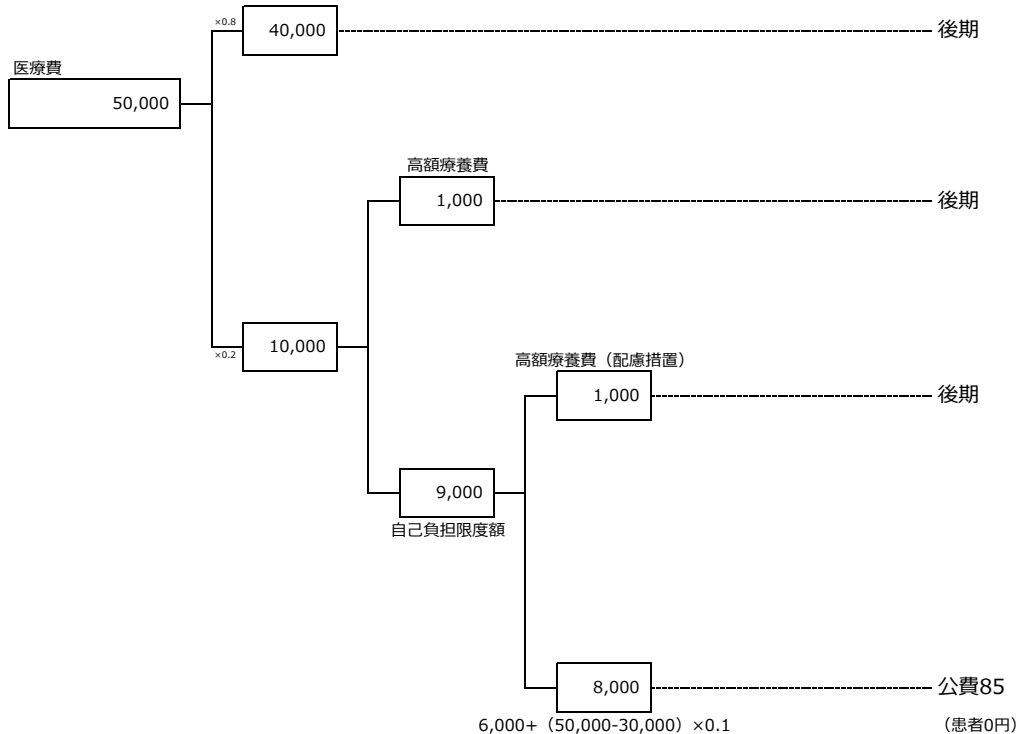 ×0.8
40,000
後期
医療費
50,000
高額療養費
1,000
後期
×0.2
10,000
高額療養費（配慮措置）
1,000
後期
9,000
自己負担限度額
8,000
公費85
6,000+（50,000-30,000）×0.1
（患者0円）